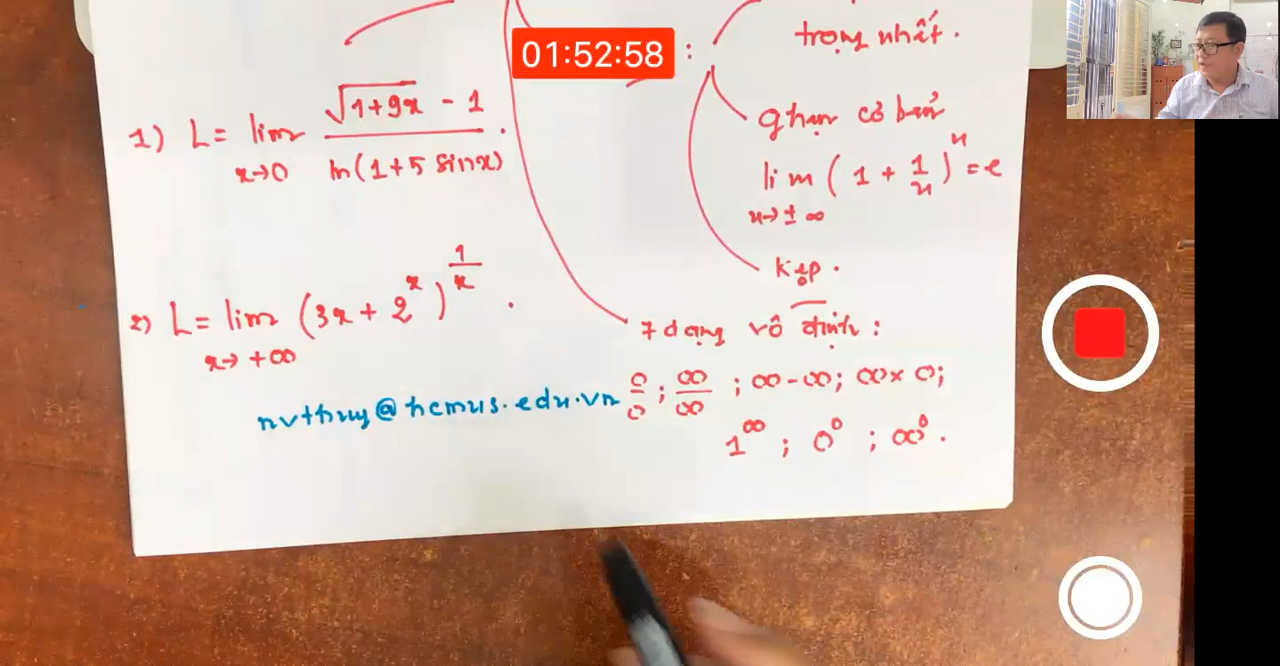 01:52:58
:
trọng nhất.
1) L = lim x→0 (√(1+9x) - 1) / ln(1+5 sinx) .
ghạn cơ bản
lim x→±∞ (1 + 1/x)^x = e
kẹp.
2) L = lim x→+∞ (3x + 2^x)^(1/x) .
7 dạng vô định:
nvthuy@hcmus.edu.vn
0/0 ; ∞/∞ ; ∞-∞; ∞×0;
1^∞ ; 0^0 ; ∞^0 .